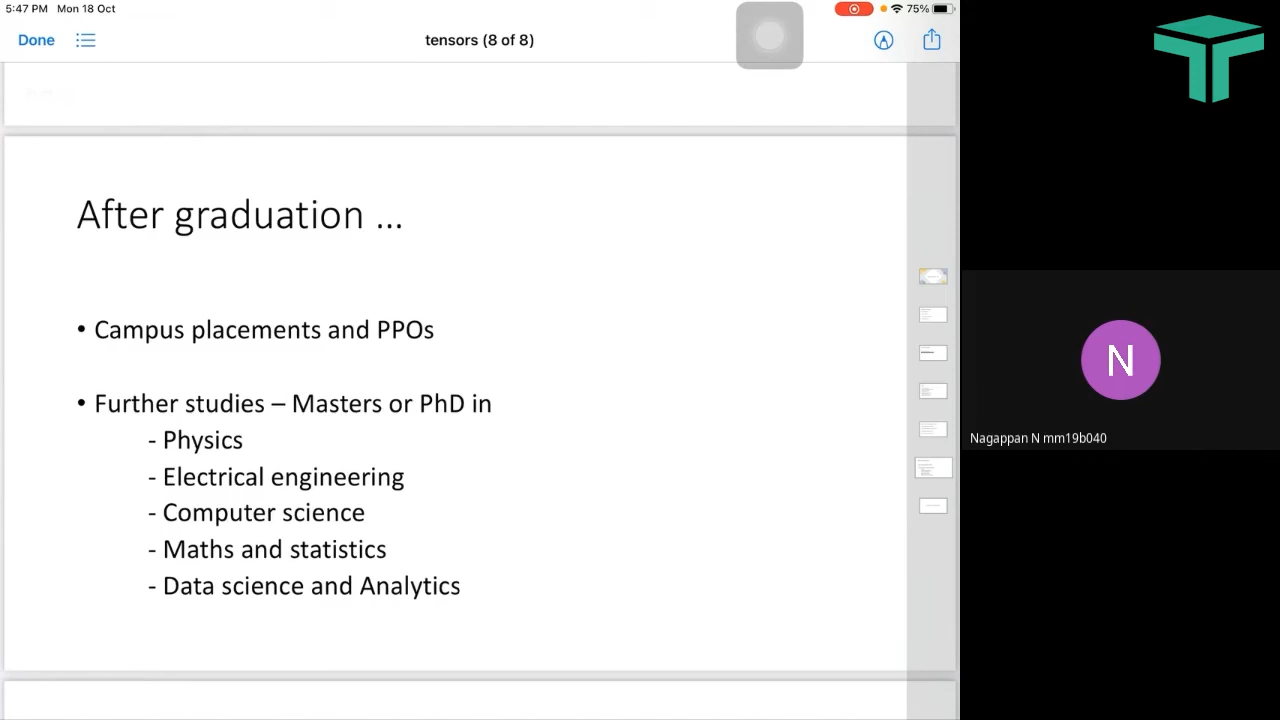 5:47 PM Mon 18 Oct
75%
Done
tensors (8 of 8)
After graduation ...
• Campus placements and PPOs
• Further studies – Masters or PhD in
- Physics
- Electrical engineering
- Computer science
- Maths and statistics
- Data science and Analytics
N
Nagappan N mm19b040